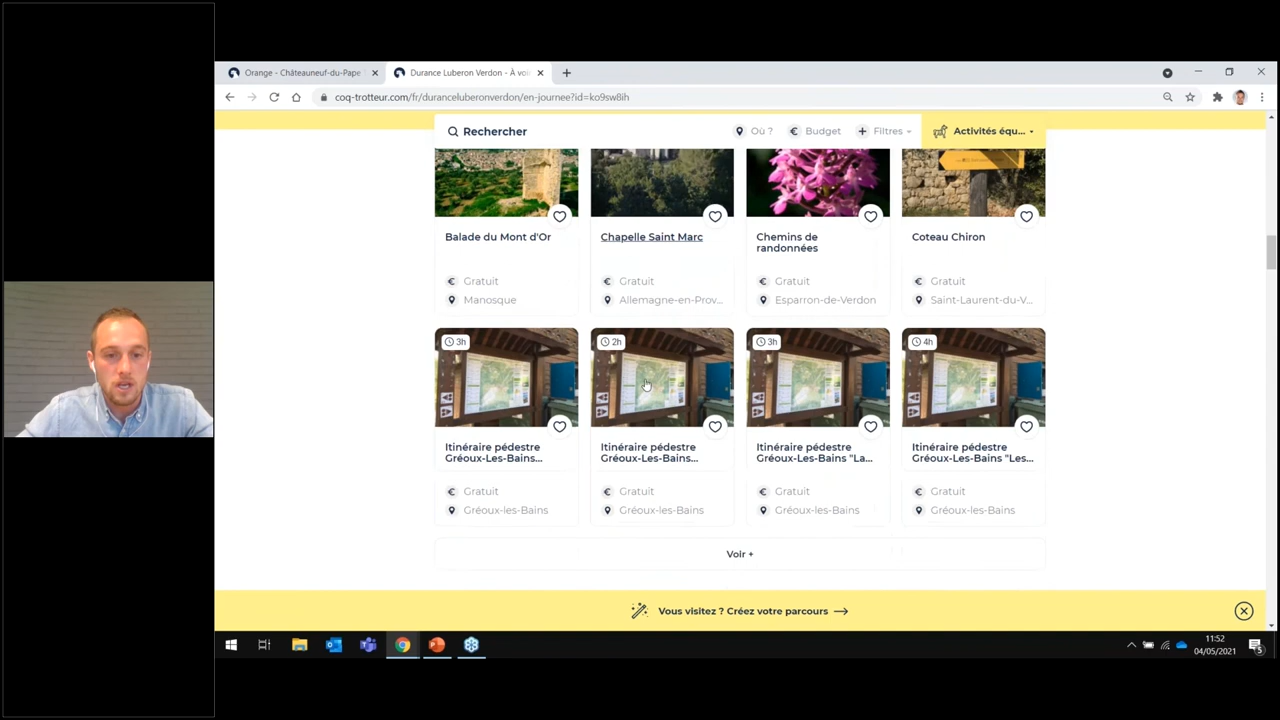 Orange - Châteauneuf-du-Pape
Durance Luberon Verdon - À voi
coq-trotteur.com/fr/duranceluberonverdon/en-journee?id=ko9sw8ih
Rechercher
Où ?
Budget
Filtres
Activités équ...
Balade du Mont d'Or
Gratuit
Manosque
Chapelle Saint Marc
Gratuit
Allemagne-en-Prov...
Chemins de
randonnées
Gratuit
Esparron-de-Verdon
Coteau Chiron
Gratuit
Saint-Laurent-du-V...
3h
Itinéraire pédestre
Gréoux-Les-Bains...
Gratuit
Gréoux-les-Bains
2h
Itinéraire pédestre
Gréoux-Les-Bains...
Gratuit
Gréoux-les-Bains
3h
Itinéraire pédestre
Gréoux-Les-Bains "La...
Gratuit
Gréoux-les-Bains
4h
Itinéraire pédestre
Gréoux-Les-Bains "Les...
Gratuit
Gréoux-les-Bains
Voir +
Vous visitez ? Créez votre parcours
11:52
04/05/2021